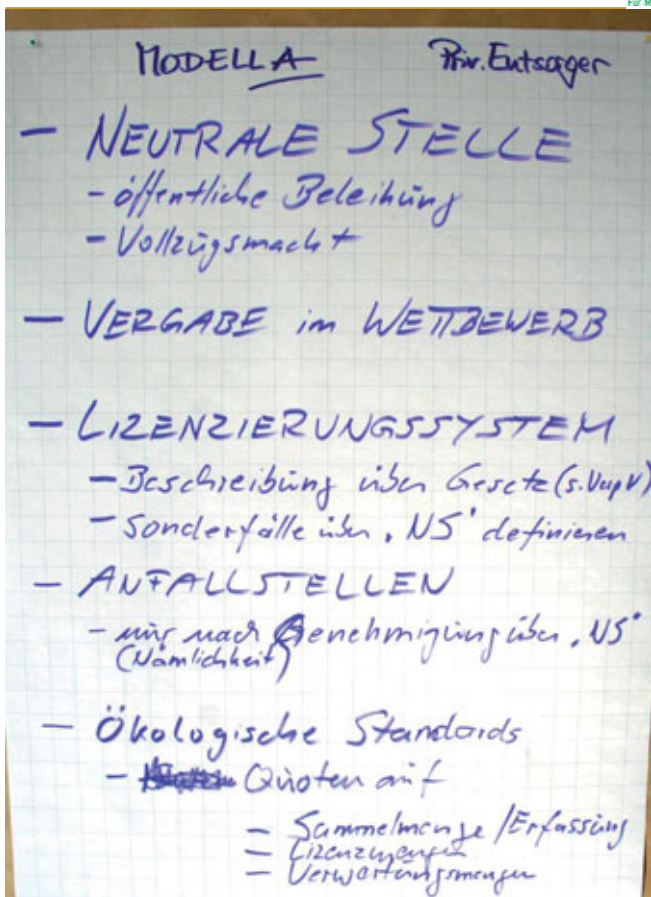 MODELL A Priv. Entsorger
- NEUTRALE STELLE
- öffentliche Beleihung
- Vollzugsmacht
- VERGABE im WETTBEWERB
- LIZENZIERUNGSSYSTEM
- Beschreibung über Gesetz (s. VerpV)
- Sonderfälle über "NS" definieren
- ANFALLSTELLEN
- nur nach Genehmigung über "NS"
(Nämlichkeit)
- Ökologische Standards
- Quoten auf
- Sammelmenge / Erfassung
- Lizenzmengen
- Verwertungsmengen